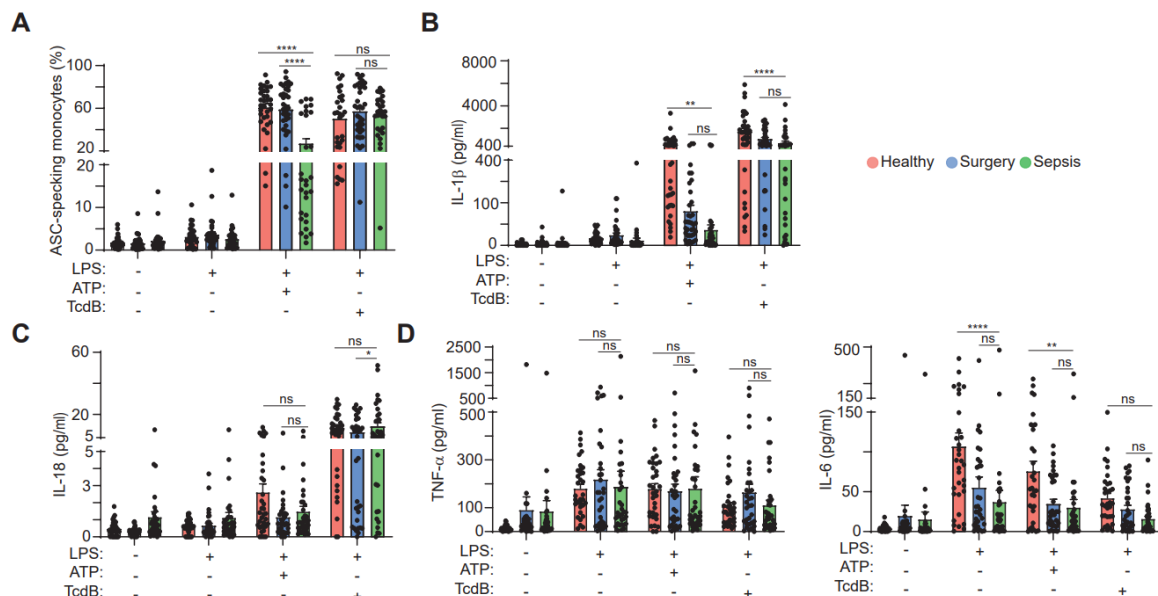 A
ASC-specking monocytes (%)
100
60
20
20
10
0
****
****
ns
ns
LPS: - + + +
ATP: - - + -
TcdB: - - - +
B
IL-1β (pg/ml)
8000
4000
400
400
100
0
**
ns
****
ns
LPS: - + + +
ATP: - - + -
TcdB: - - - +
Healthy Surgery Sepsis
C
IL-18 (pg/ml)
60
20
5
5
3
1
0
ns
ns
ns
*
LPS: - + + +
ATP: - - + -
TcdB: - - - +
D
TNF-α (pg/ml)
2500
1500
500
500
300
200
100
0
ns
ns
ns
ns
ns
ns
LPS: - + + +
ATP: - - + -
TcdB: - - - +
IL-6 (pg/ml)
500
150
150
100
50
0
****
ns
**
ns
ns
ns
- + + +
- - + -
- - - +